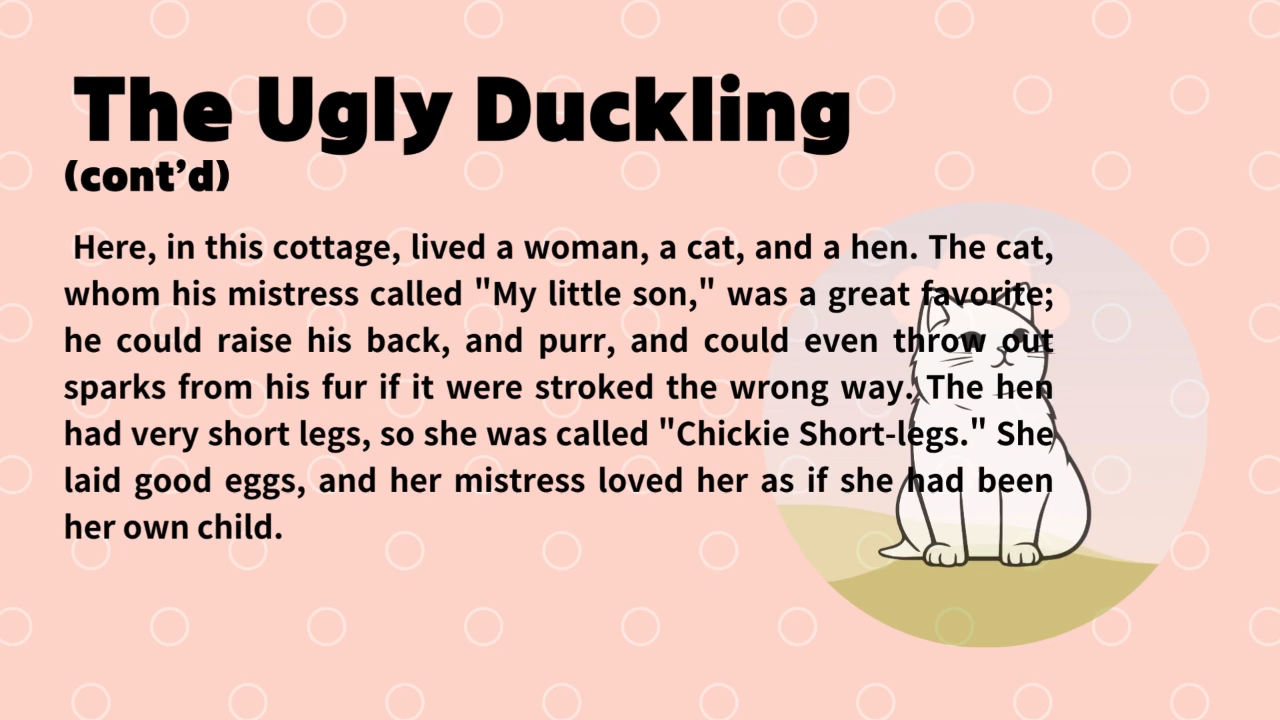 The Ugly Duckling
(cont’d)
Here, in this cottage, lived a woman, a cat, and a hen. The cat,
whom his mistress called "My little son," was a great favorite;
he could raise his back, and purr, and could even throw out
sparks from his fur if it were stroked the wrong way. The hen
had very short legs, so she was called "Chickie Short-legs." She
laid good eggs, and her mistress loved her as if she had been
her own child.